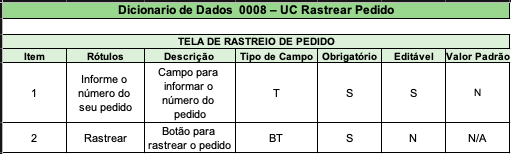 Dicionario de Dados  0008 – UC Rastrear Pedido
TELA DE RASTREIO DE PEDIDO
Item Rótulos Descrição Tipo de Campo Obrigatório Editável Valor Padrão
1 Informe o número do seu pedido Campo para informar o número do pedido T S S N
2 Rastrear Botão para rastrear o pedido BT S N N/A